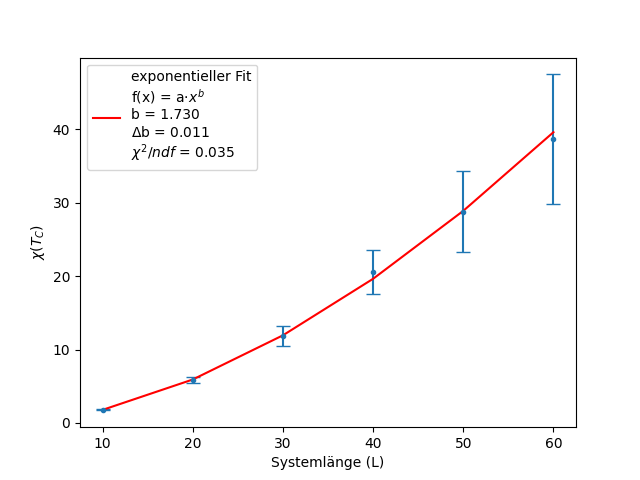 exponentieller Fit
f(x) = a·x^b
b = 1.730
Δb = 0.011
χ²/ndf = 0.035
40
30
20
10
0
χ(T_C)
10 20 30 40 50 60
Systemlänge (L)